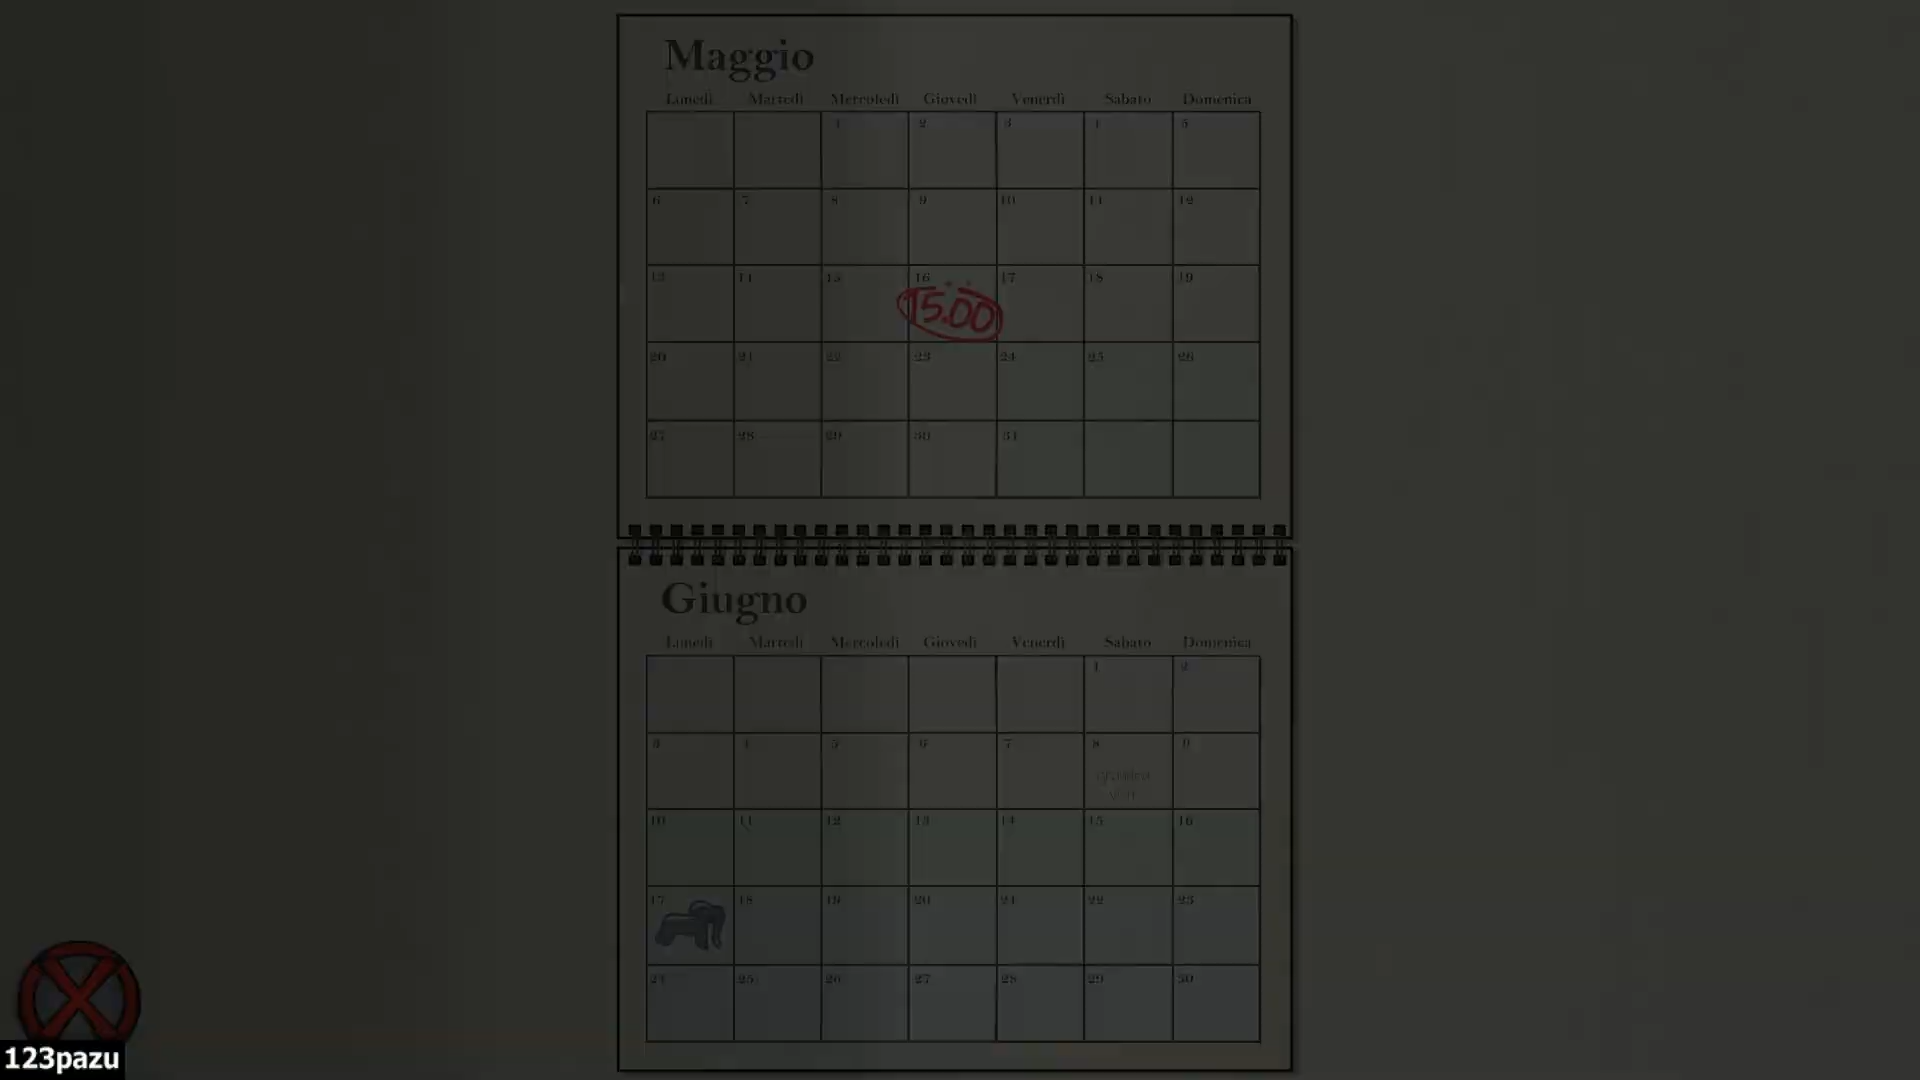 Maggio
Lunedì Martedì Mercoledì Giovedì Venerdì Sabato Domenica
1 2 3 4 5
6 7 8 9 10 11 12
13 14 15 16 17 18 19
15.00
20 21 22 23 24 25 26
27 28 29 30 31
Giugno
Lunedì Martedì Mercoledì Giovedì Venerdì Sabato Domenica
1 2
3 4 5 6 7 8 9
10 11 12 13 14 15 16
17 18 19 20 21 22 23
24 25 26 27 28 29 30
123pazu